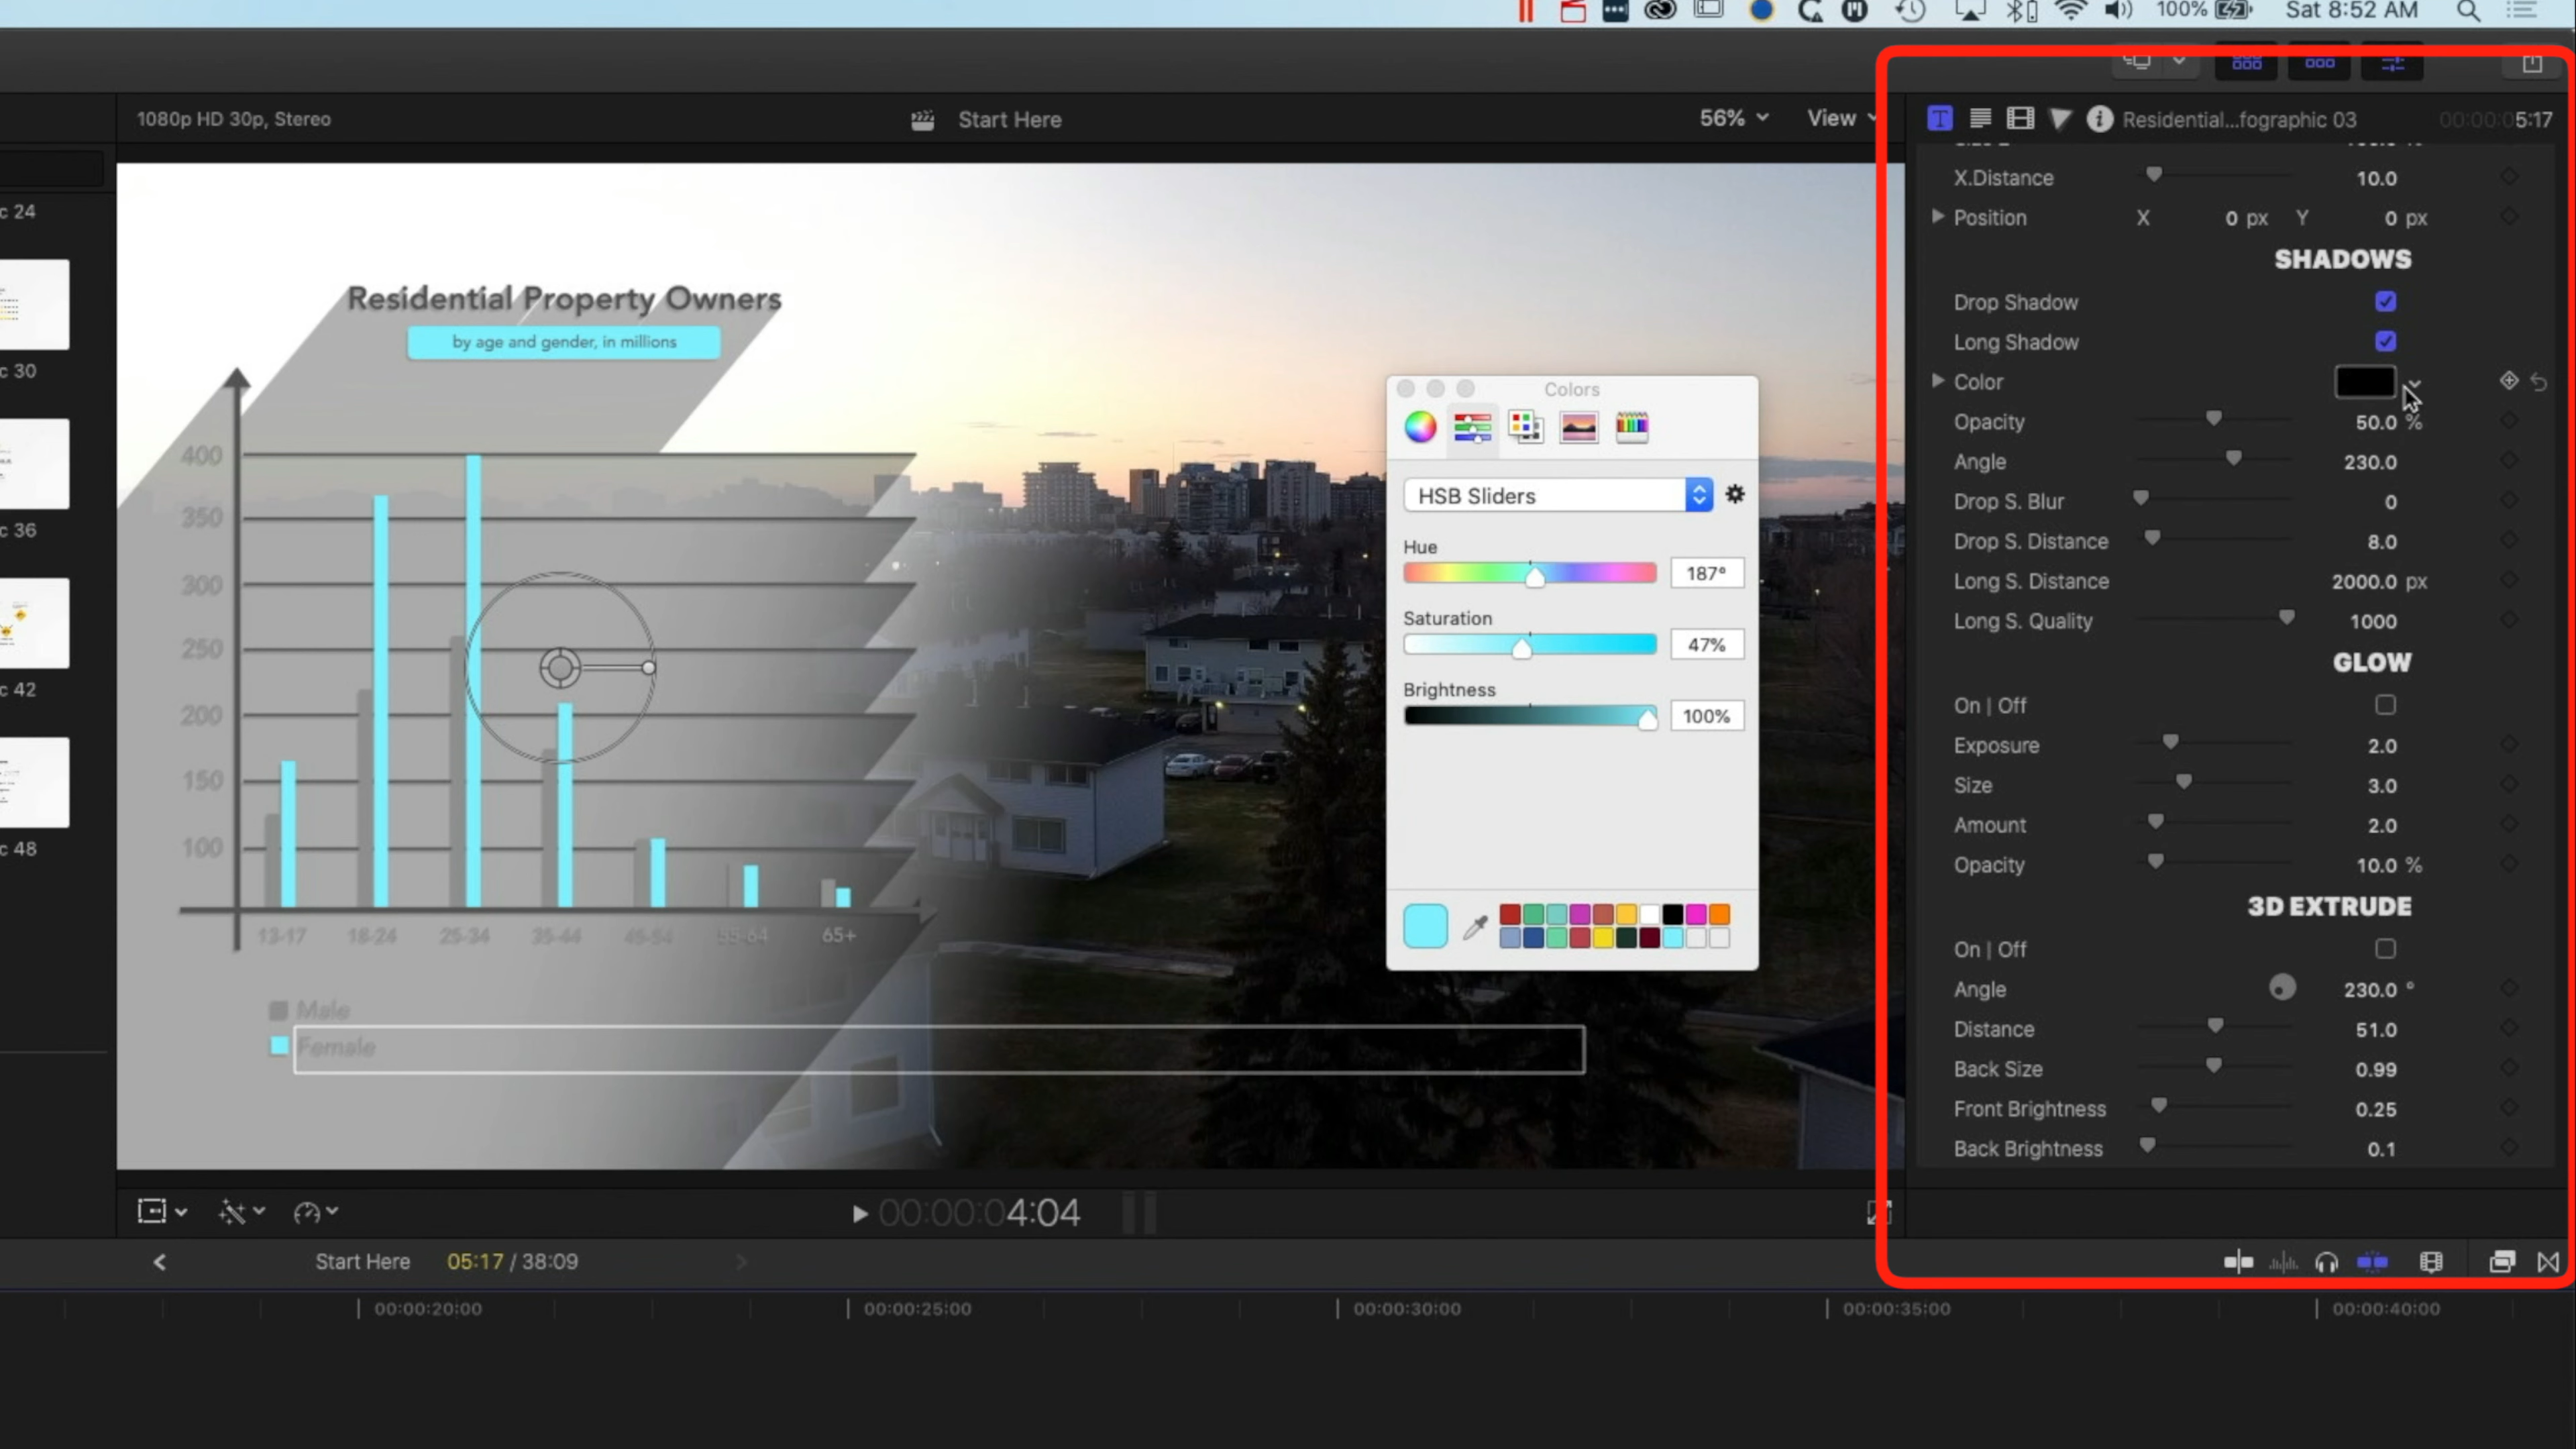 100%
Sat 8:52 AM
1080p HD 30p, Stereo
Start Here
56%
View
Residential...fographic 03
00:00:05:17
c 24
c 30
c 36
c 42
c 48
Residential Property Owners
by age and gender, in millions
400
350
300
250
200
150
100
13-17
18-24
25-34
35-44
45-54
55-64
65+
Male
Female
Colors
HSB Sliders
Hue
187°
Saturation
47%
Brightness
100%
X.Distance 10.0
Position X 0 px Y 0 px
SHADOWS
Drop Shadow
Long Shadow
Color
Opacity 50.0 %
Angle 230.0
Drop S. Blur 0
Drop S. Distance 8.0
Long S. Distance 2000.0 px
Long S. Quality 1000
GLOW
On | Off
Exposure 2.0
Size 3.0
Amount 2.0
Opacity 10.0 %
3D EXTRUDE
On | Off
Angle 230.0 °
Distance 51.0
Back Size 0.99
Front Brightness 0.25
Back Brightness 0.1
00:00:04:04
Start Here 05:17 / 38:09
00:00:20:00
00:00:25:00
00:00:30:00
00:00:35:00
00:00:40:00